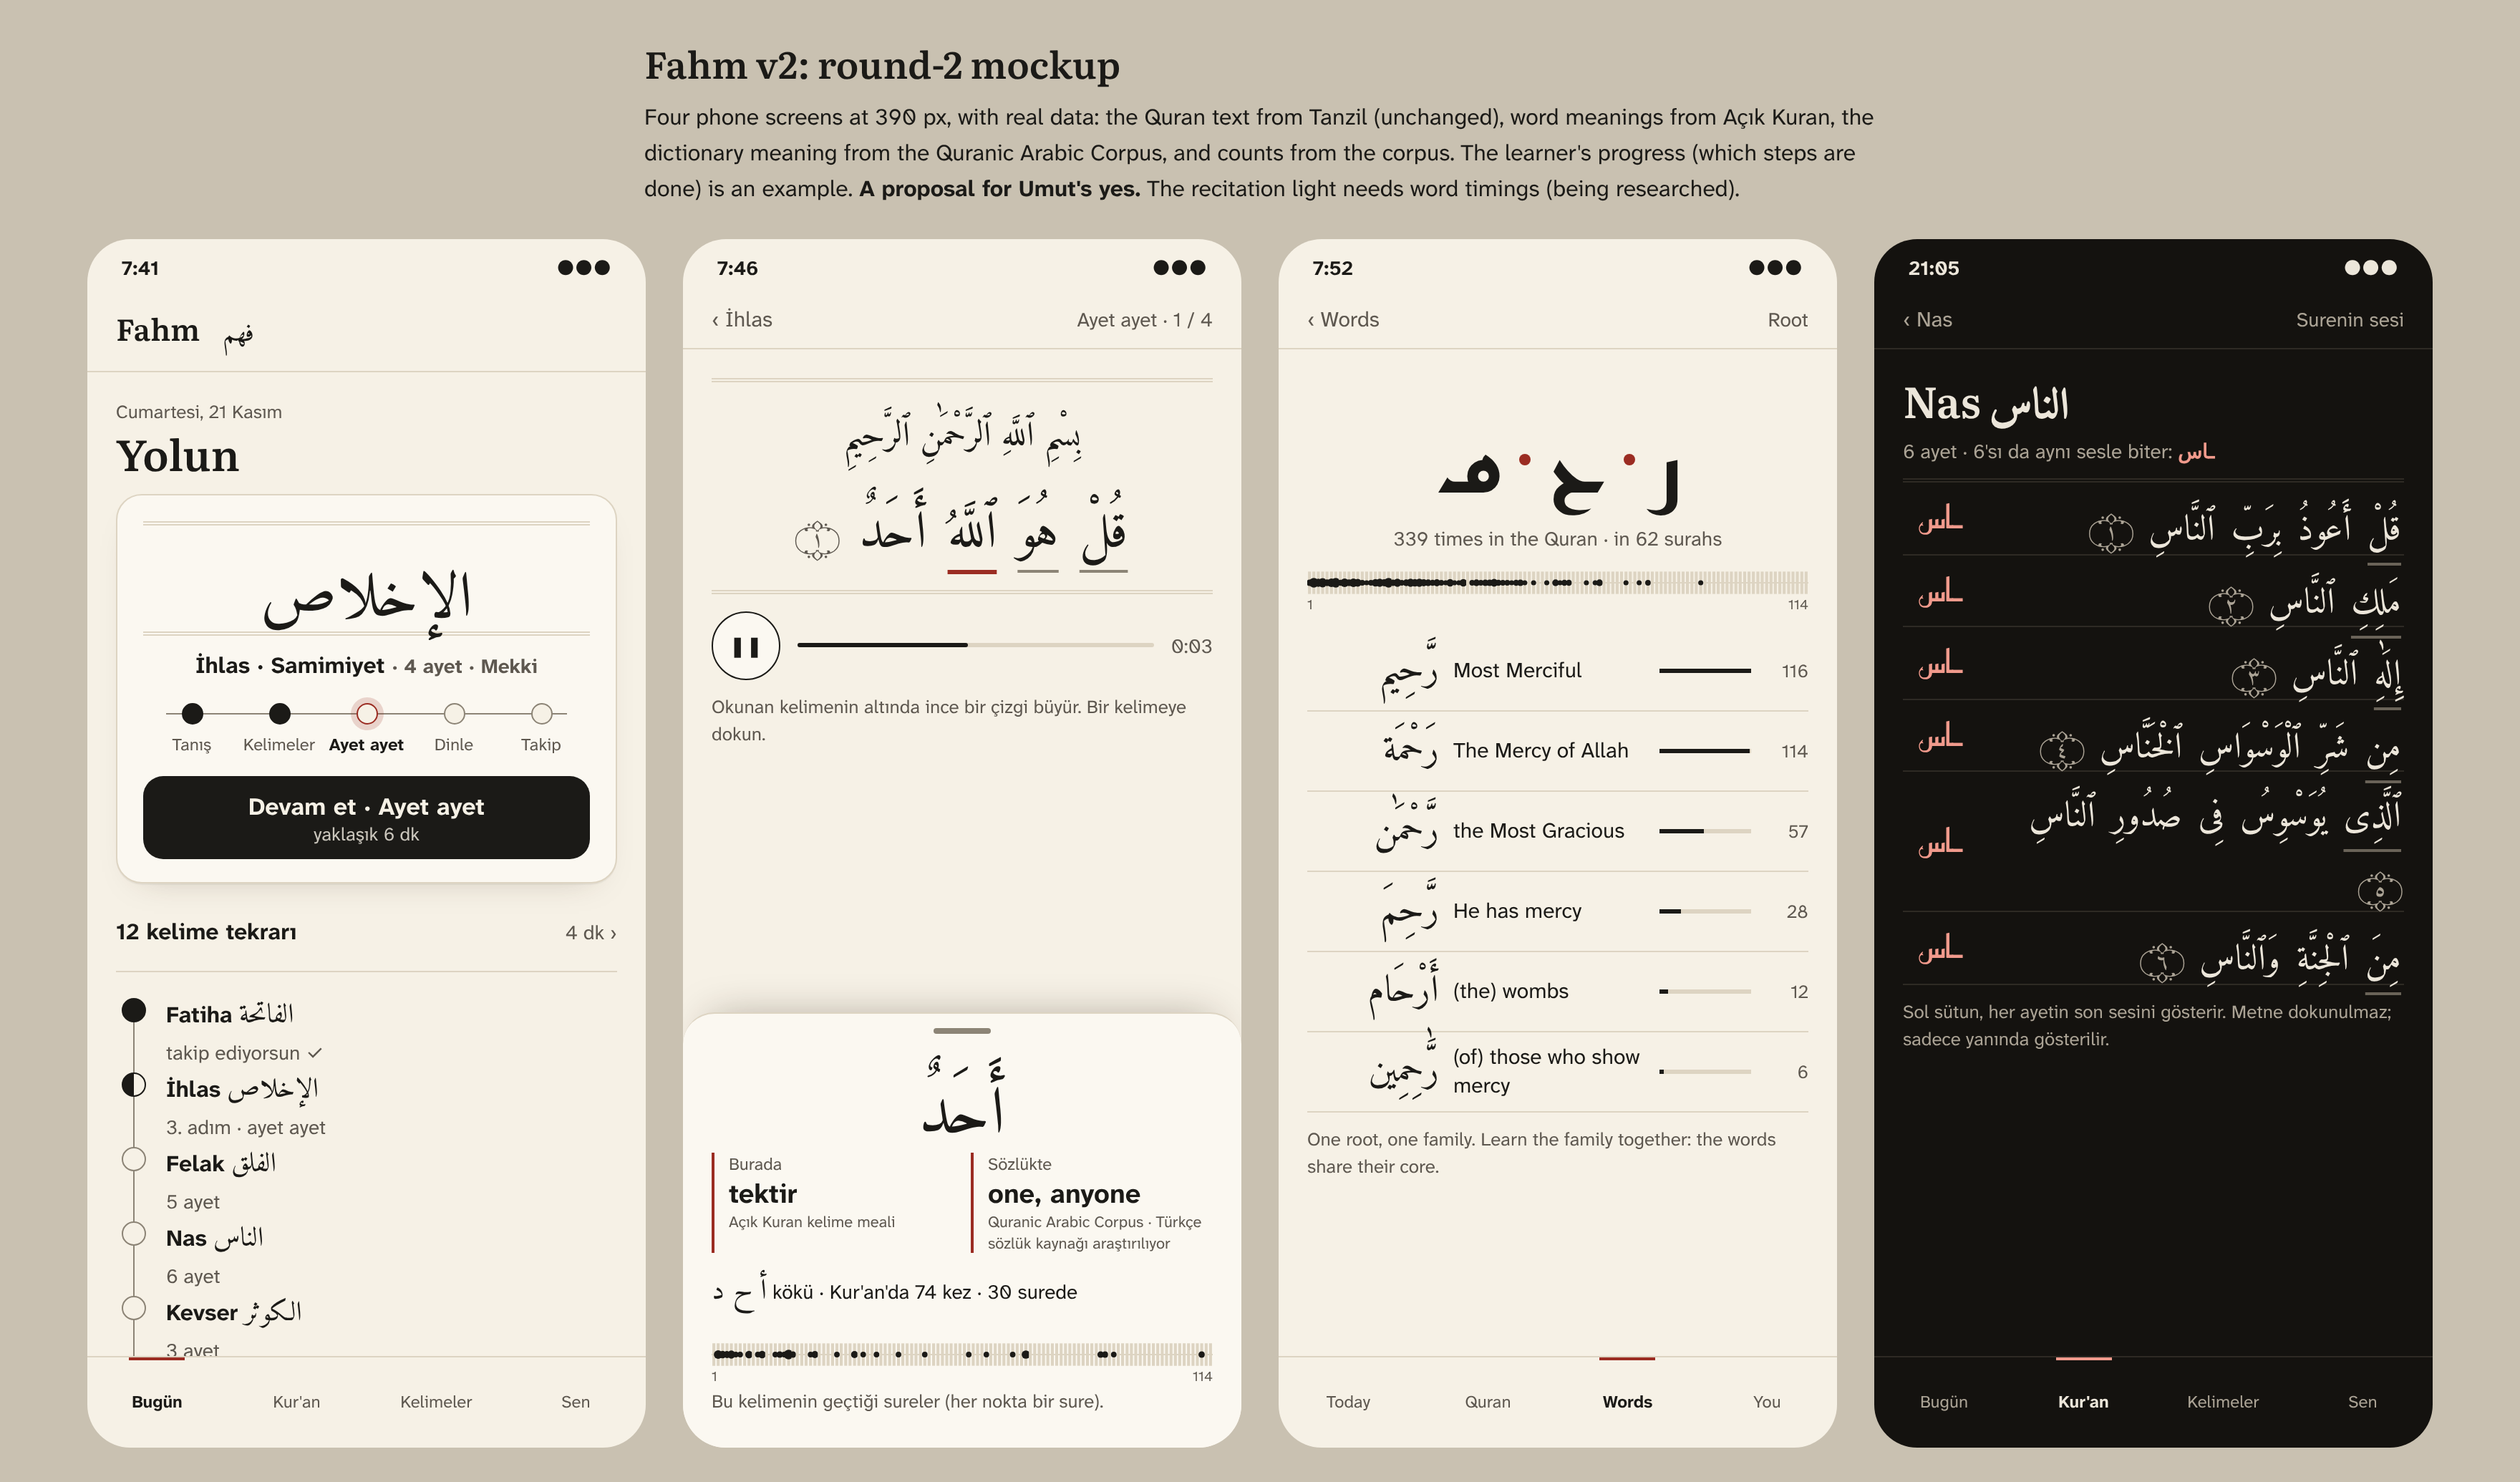 Fahm v2: round-2 mockup
Four phone screens at 390 px, with real data: the Quran text from Tanzil (unchanged), word meanings from Açık Kuran, the
dictionary meaning from the Quranic Arabic Corpus, and counts from the corpus. The learner's progress (which steps are
done) is an example. A proposal for Umut's yes. The recitation light needs word timings (being researched).
7:41
Fahm فهم
Cumartesi, 21 Kasım
Yolun
الإخلاص
İhlas · Samimiyet · 4 ayet · Mekki
Tanış Kelimeler Ayet ayet Dinle Takip
Devam et · Ayet ayet
yaklaşık 6 dk
12 kelime tekrarı 4 dk ›
Fatiha الفاتحة
takip ediyorsun ✓
İhlas الإخلاص
3. adım · ayet ayet
Felak الفلق
5 ayet
Nas الناس
6 ayet
Kevser الكوثر
3 ayet
Bugün Kur'an Kelimeler Sen
7:46
‹ İhlas Ayet ayet · 1 / 4
بِسْمِ ٱللَّهِ ٱلرَّحْمَٰنِ ٱلرَّحِيمِ
قُلْ هُوَ ٱللَّهُ أَحَدٌ ١
0:03
Okunan kelimenin altında ince bir çizgi büyür. Bir kelimeye
dokun.
أَحَدٌ
Burada
tektir
Açık Kuran kelime meali
Sözlükte
one, anyone
Quranic Arabic Corpus · Türkçe
sözlük kaynağı araştırılıyor
أ ح د kökü · Kur'an'da 74 kez · 30 surede
1 114
Bu kelimenin geçtiği sureler (her nokta bir sure).
7:52
‹ Words Root
ر · ح · م
339 times in the Quran · in 62 surahs
1 114
رَّحِيم Most Merciful 116
رَحْمَة The Mercy of Allah 114
رَّحْمَٰن the Most Gracious 57
رَّحِمَ He has mercy 28
أَرْحَام (the) wombs 12
رَّٰحِمِين (of) those who show
mercy 6
One root, one family. Learn the family together: the words
share their core.
Today Quran Words You
21:05
‹ Nas Surenin sesi
Nas الناس
6 ayet · 6'sı da aynı sesle biter: ـاس
قُلْ أَعُوذُ بِرَبِّ ٱلنَّاسِ ١ ـاس
مَلِكِ ٱلنَّاسِ ٢ ـاس
إِلَٰهِ ٱلنَّاسِ ٣ ـاس
مِن شَرِّ ٱلْوَسْوَاسِ ٱلْخَنَّاسِ ٤ ـاس
ٱلَّذِى يُوَسْوِسُ فِى صُدُورِ ٱلنَّاسِ ـاس
٥
مِنَ ٱلْجِنَّةِ وَٱلنَّاسِ ٦ ـاس
Sol sütun, her ayetin son sesini gösterir. Metne dokunulmaz;
sadece yanında gösterilir.
Bugün Kur'an Kelimeler Sen